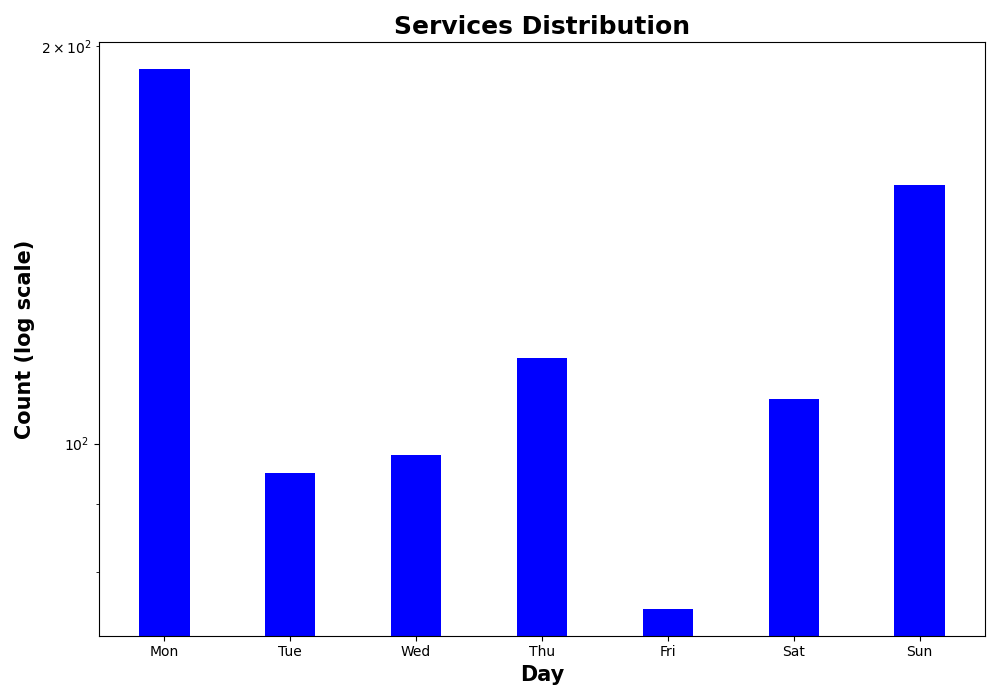 Services Distribution
2 × 10²
10²
Count (log scale)
Mon Tue Wed Thu Fri Sat Sun
Day